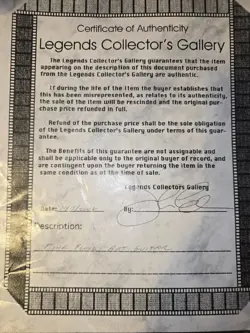 Certificate of Authenticity
Legends Collector's Gallery
The Legends Collector's Gallery guarantees that the item
appearing on the description of this document purchased
from the Legends Collector's Gallery are authentic.
If during the life of the item the buyer establishes that
this has been misrepresented, as relates to its authenticity,
the sale of the item will be rescinded and the original pur-
chase price refunded in full.
Refund of the purchase price shall be the sole obligation
of the Legends Collector's Gallery under terms of this guar-
antee.
The Benefits of this guarantee are not assignable and
shall be applicable only to the original buyer of record, and
are contingent upon the buyer returning the item in the
same condition as at the time of sale.
Legends Collectors Gallery
Date:
By:
Description: